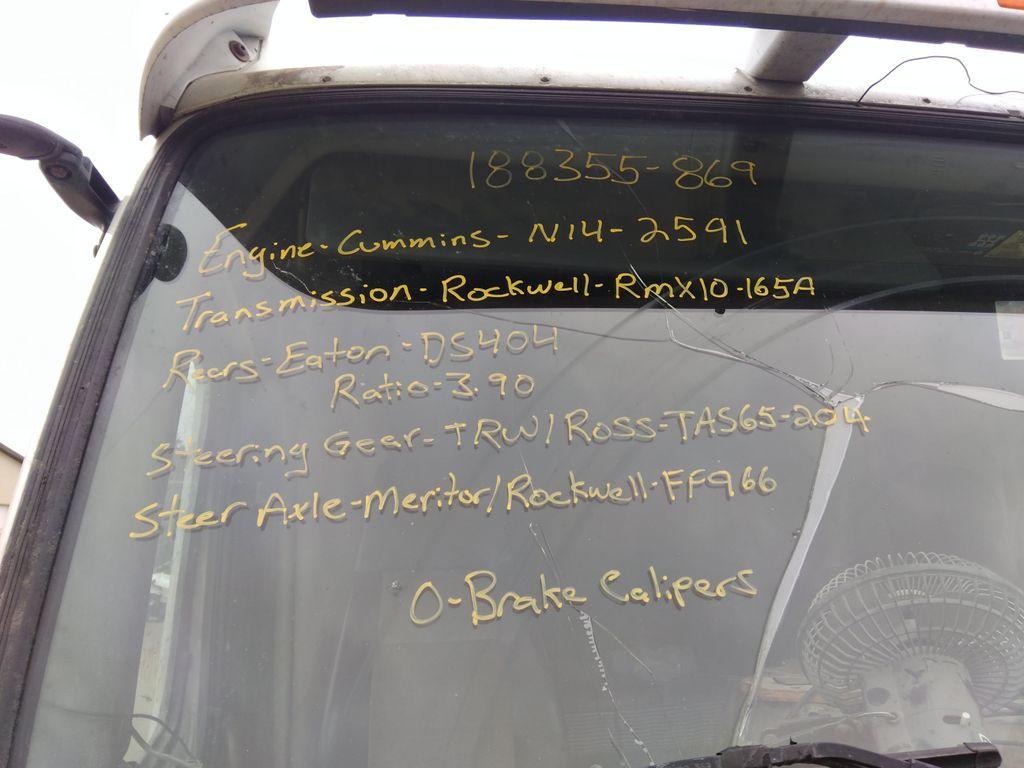 188355-869
Engine-Cummins-N14-2591
Transmission-Rockwell-RMX10-165A
Rears-Eaton-DS404
Ratio-3.90
Steering Gear-TRW/Ross-TAS65-204
Steer Axle-Meritor/Rockwell-FF966
0-Brake Calipers